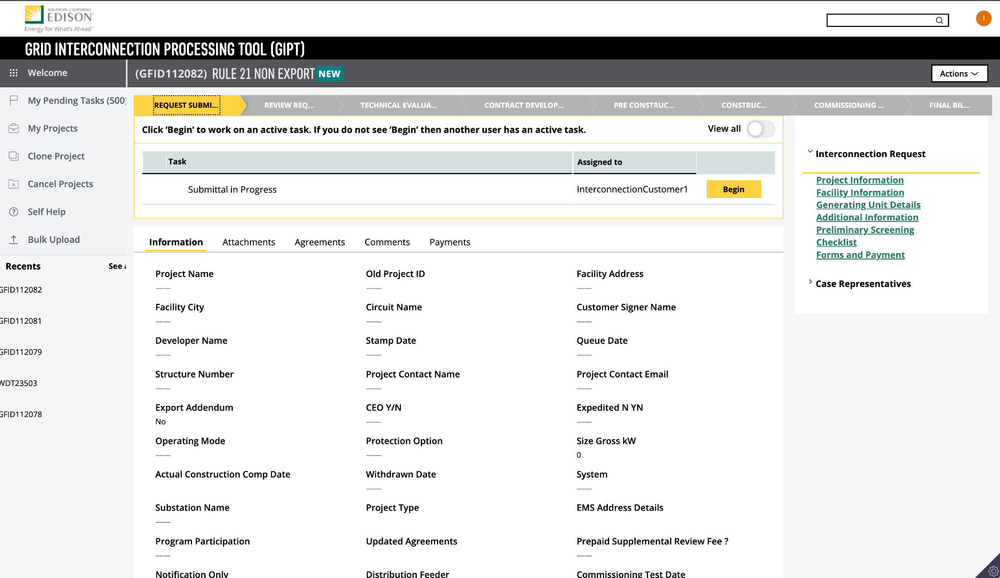 SOUTHERN CALIFORNIA
EDISON
Energy for What's Ahead
I
GRID INTERCONNECTION PROCESSING TOOL (GIPT)
Welcome
(GFID112082) RULE 21 NON EXPORT NEW
Actions
My Pending Tasks (500)
My Projects
Clone Project
Cancel Projects
Self Help
Bulk Upload
Recents See a
GFID112082
GFID112081
GFID112079
WDT23503
GFID112078
REQUEST SUBMI... REVIEW REQ... TECHNICAL EVALUA... CONTRACT DEVELOP... PRE CONSTRUC... CONSTRUC... COMMISSIONING ... FINAL BIL...
Click ‘Begin’ to work on an active task. If you do not see ‘Begin’ then another user has an active task.
View all
Task Assigned to
Submittal in Progress InterconnectionCustomer1 Begin
Information Attachments Agreements Comments Payments
Project Name Old Project ID Facility Address
—— —— ——
Facility City Circuit Name Customer Signer Name
—— —— ——
Developer Name Stamp Date Queue Date
—— —— ——
Structure Number Project Contact Name Project Contact Email
—— —— ——
Export Addendum CEO Y/N Expedited N YN
No —— ——
Operating Mode Protection Option Size Gross kW
—— —— 0
Actual Construction Comp Date Withdrawn Date System
—— ——
Substation Name Project Type EMS Address Details
——
Program Participation Updated Agreements Prepaid Supplemental Review Fee ?
—— ——
Notification Only Distribution Feeder Commissioning Test Date
Interconnection Request
Project Information
Facility Information
Generating Unit Details
Additional Information
Preliminary Screening
Checklist
Forms and Payment
Case Representatives